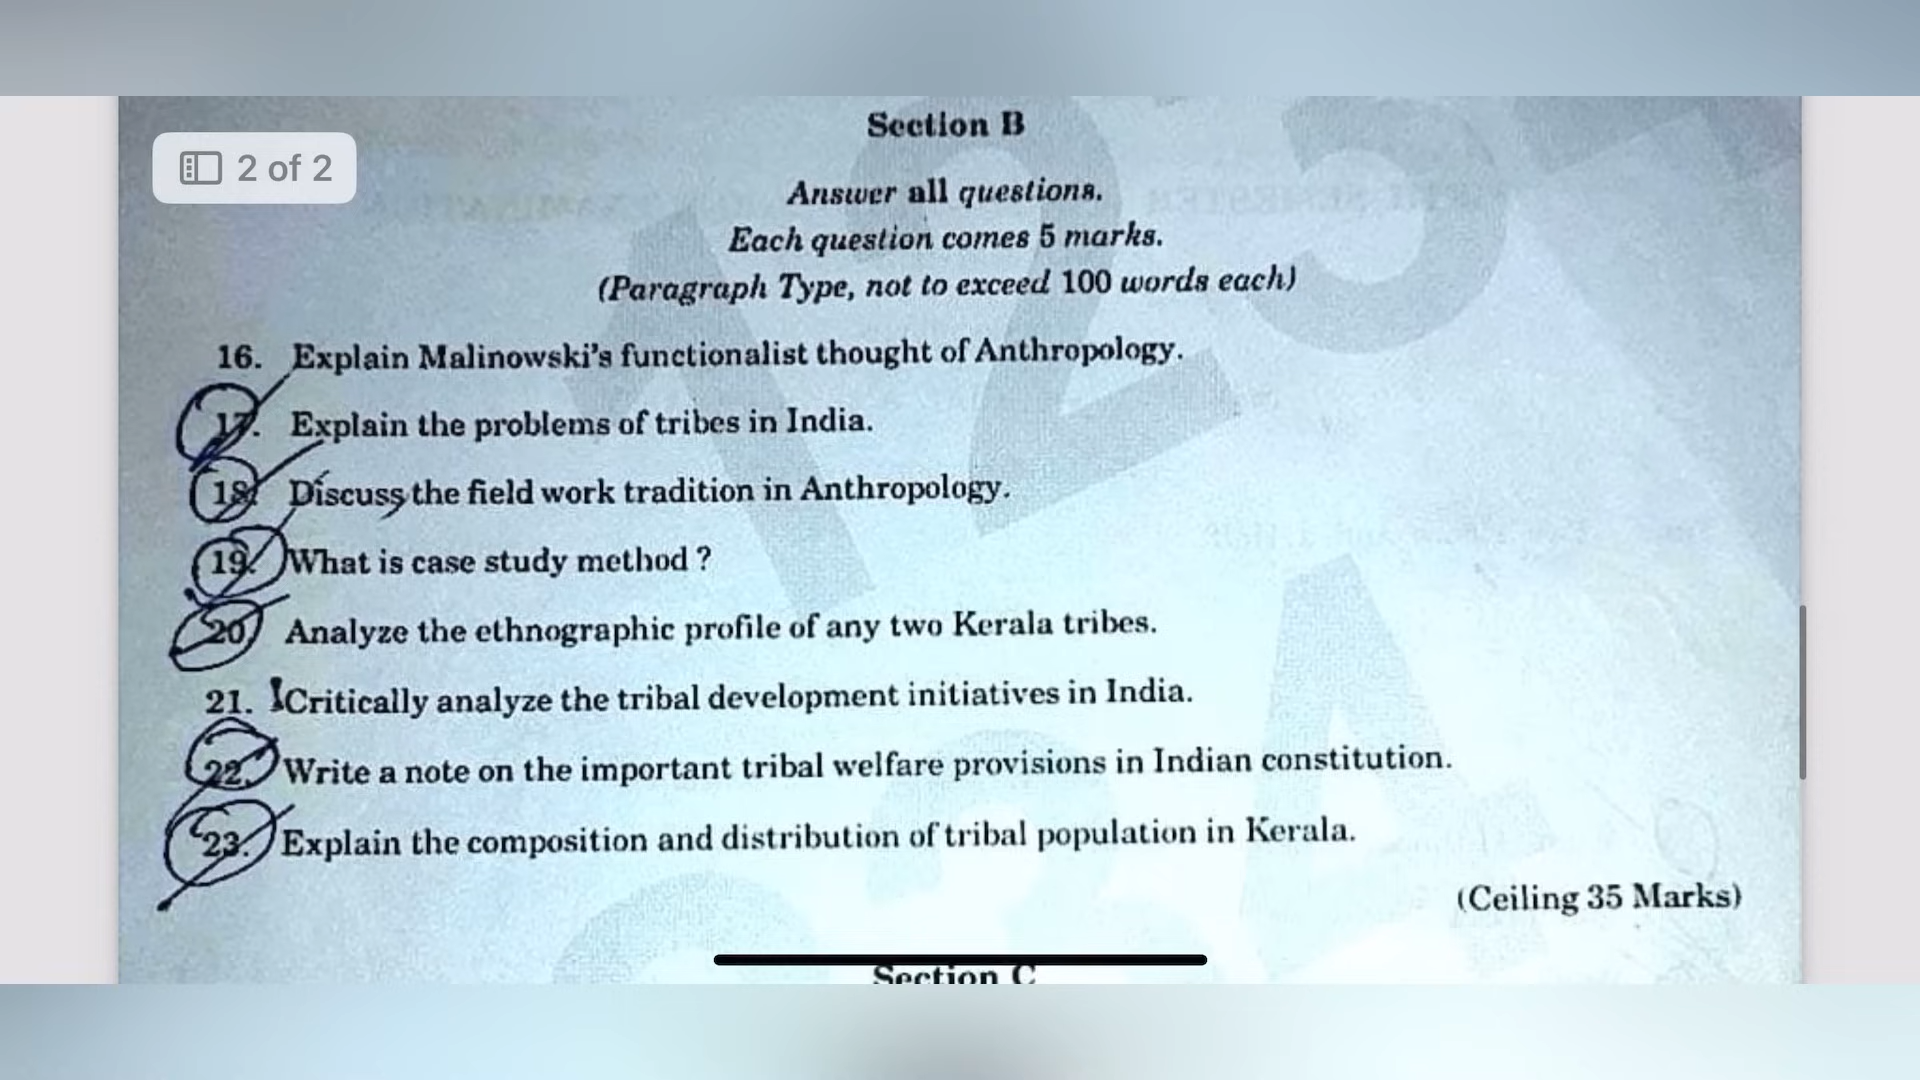 Section B
2 of 2
Answer all questions.
Each question comes 5 marks.
(Paragraph Type, not to exceed 100 words each)
16. Explain Malinowski's functionalist thought of Anthropology.
17. Explain the problems of tribes in India.
18. Discuss the field work tradition in Anthropology.
19. What is case study method ?
20. Analyze the ethnographic profile of any two Kerala tribes.
21. Critically analyze the tribal development initiatives in India.
22. Write a note on the important tribal welfare provisions in Indian constitution.
23. Explain the composition and distribution of tribal population in Kerala.
(Ceiling 35 Marks)
Section C